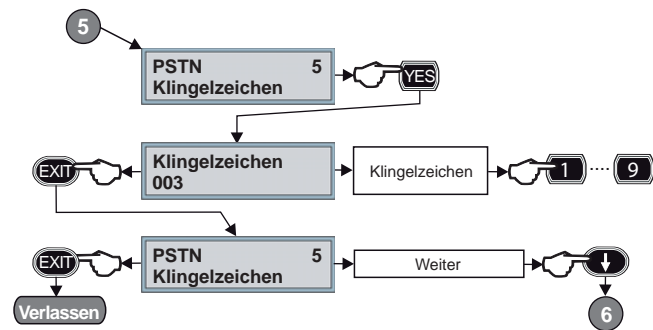 5
PSTN 5
Klingelzeichen
YES
EXIT
Klingelzeichen
003
Klingelzeichen
1 .... 9
EXIT
PSTN 5
Klingelzeichen
Weiter
Verlassen
6